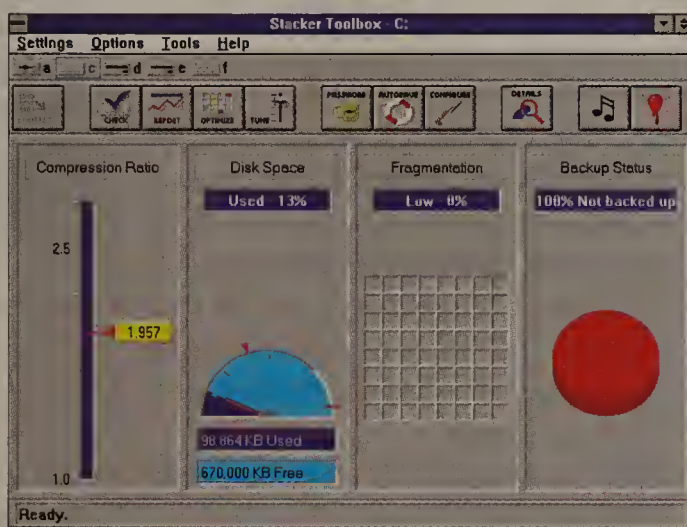 Stacker Toolbox - C:
Settings Options Tools Help
a c d e f
CHECK REPORT OPTIMIZE TUNE PASSWORD AUTOSAVE CONFIGURE DETAILS
Compression Ratio Disk Space Fragmentation Backup Status
Used 13% Low 0% 100% Not backed up
2.5
1.957
98,864 KB Used
670,000 KB Free
1.0
Ready.